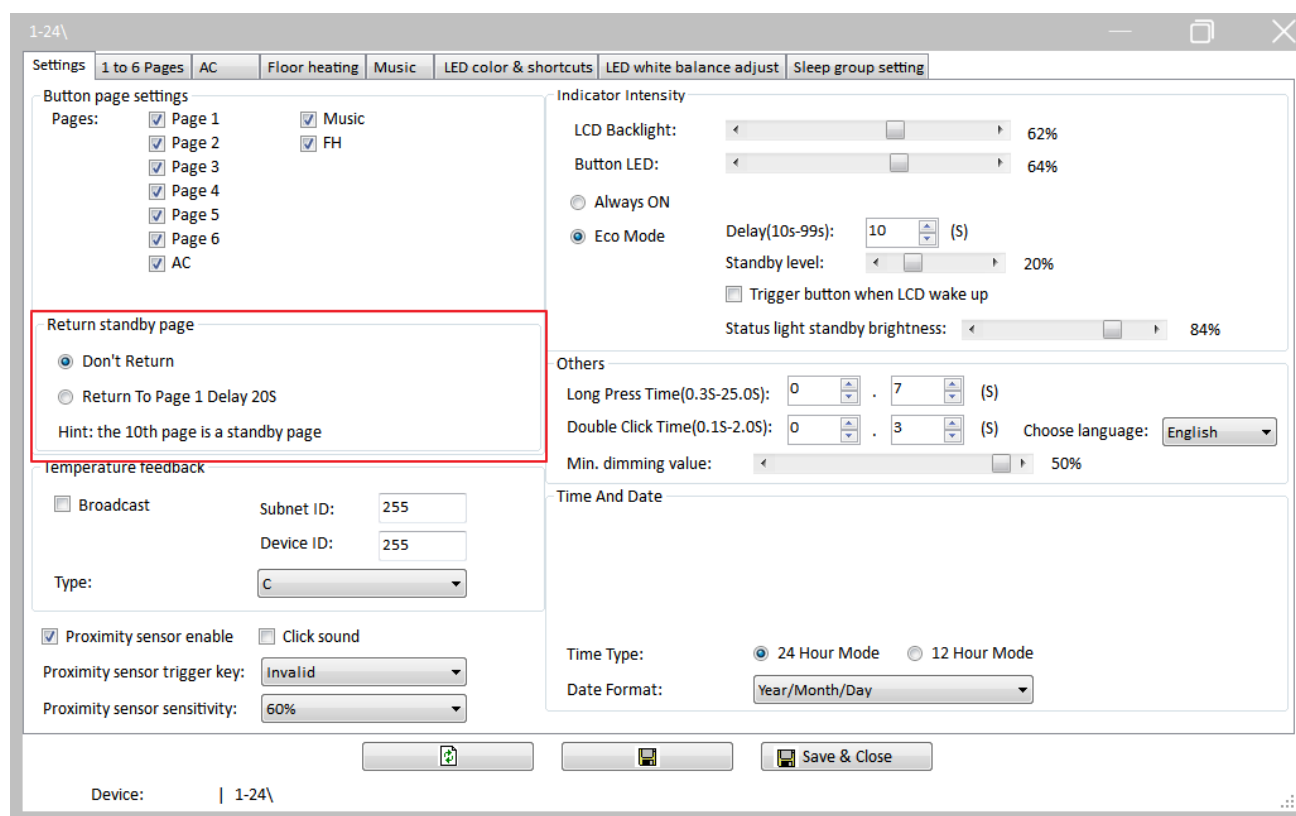 1-24\
Settings 1 to 6 Pages AC Floor heating Music LED color & shortcuts LED white balance adjust Sleep group setting
Button page settings
Pages: Page 1 Music
Page 2 FH
Page 3
Page 4
Page 5
Page 6
AC
Return standby page
Don't Return
Return To Page 1 Delay 20S
Hint: the 10th page is a standby page
Temperature feedback
Broadcast Subnet ID: 255
Device ID: 255
Type: C
Proximity sensor enable Click sound
Proximity sensor trigger key: Invalid
Proximity sensor sensitivity: 60%
Indicator Intensity
LCD Backlight: 62%
Button LED: 64%
Always ON
Eco Mode Delay(10s-99s): 10 (S)
Standby level: 20%
Trigger button when LCD wake up
Status light standby brightness: 84%
Others
Long Press Time(0.3S-25.0S): 0 . 7 (S)
Double Click Time(0.1S-2.0S): 0 . 3 (S) Choose language: English
Min. dimming value: 50%
Time And Date
Time Type: 24 Hour Mode 12 Hour Mode
Date Format: Year/Month/Day
Save & Close
Device: | 1-24\